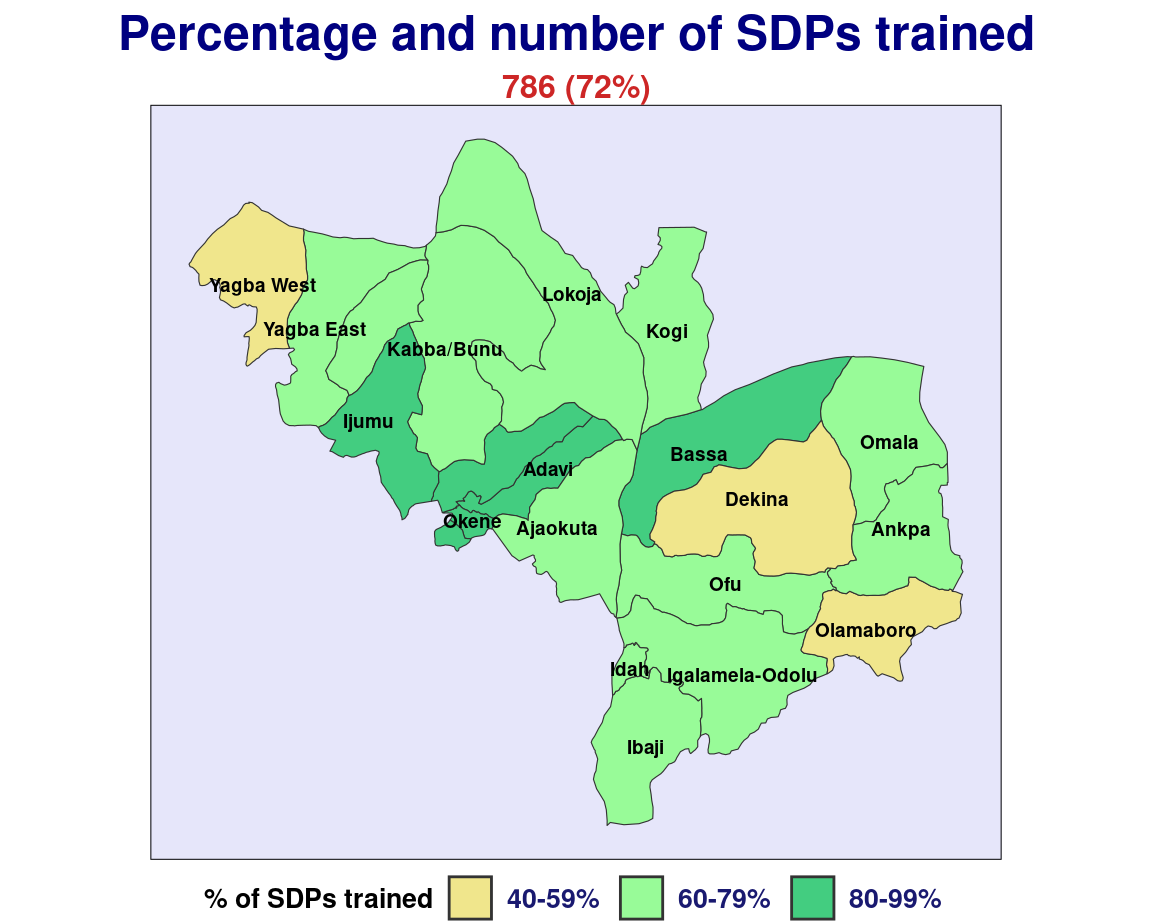 Percentage and number of SDPs trained
786 (72%)
Yagba West
Lokoja
Yagba East
Kogi
Kabba/Bunu
Ijumu
Omala
Bassa
Adavi
Dekina
Okene
Ajaokuta
Ankpa
Ofu
Olamaboro
Idah
Igalamela-Odolu
Ibaji
% of SDPs trained 40-59% 60-79% 80-99%